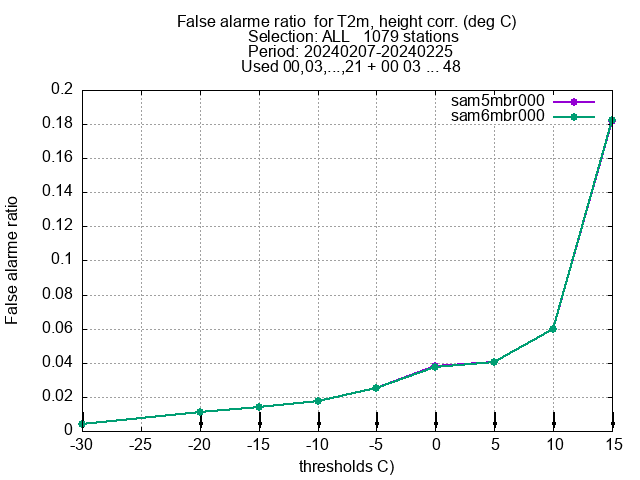 False alarme ratio  for T2m, height corr. (deg C)
Selection: ALL   1079 stations
Period: 20240207-20240225
Used 00,03,...,21 + 00 03 ... 48
sam5mbr000
sam6mbr000
False alarme ratio
0.2
0.18
0.16
0.14
0.12
0.1
0.08
0.06
0.04
0.02
0
-30 -25 -20 -15 -10 -5 0 5 10 15
thresholds C)